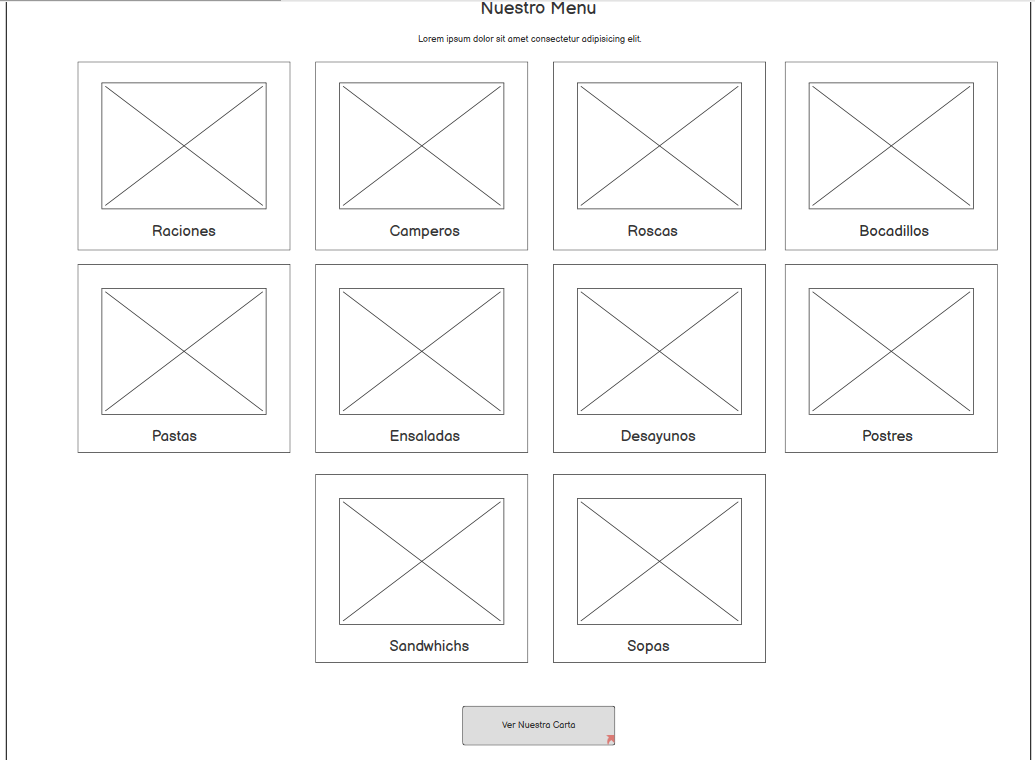 Nuestro Menu
Lorem ipsum dolor sit amet consectetur adipisicing elit.
Raciones Camperos Roscas Bocadillos
Pastas Ensaladas Desayunos Postres
Sandwhichs Sopas
Ver Nuestra Carta